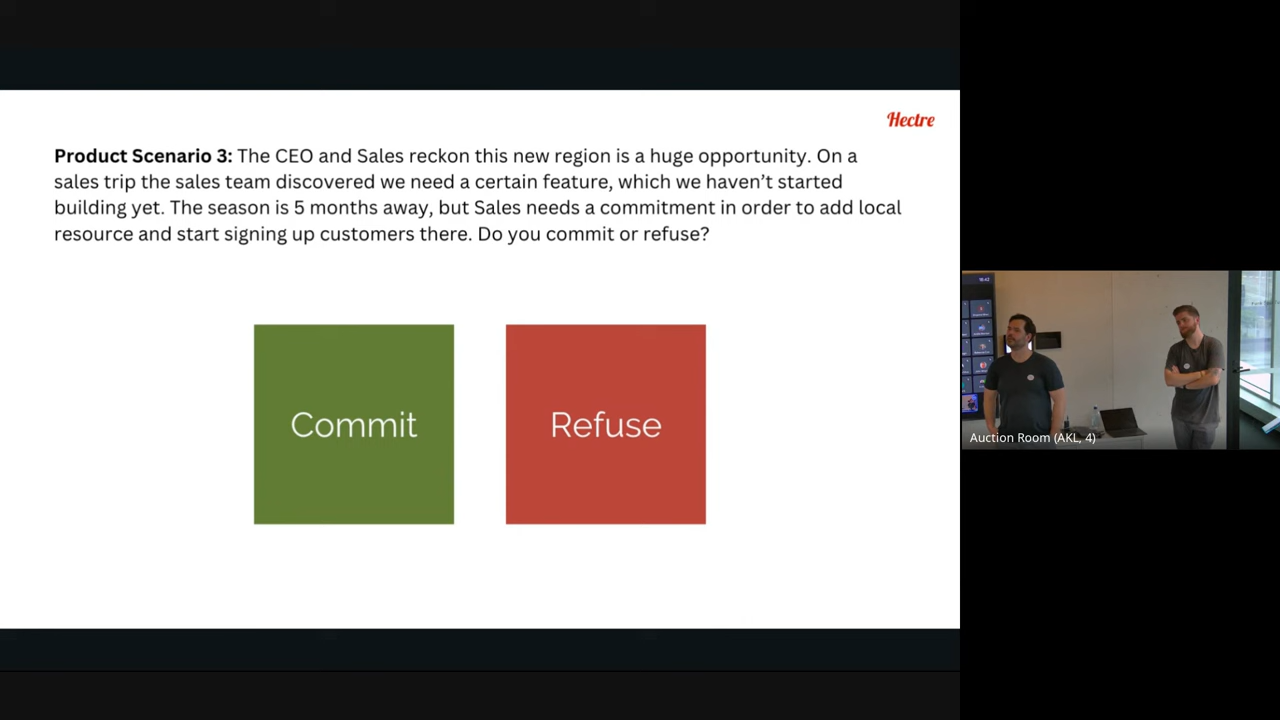 Hectre
Product Scenario 3: The CEO and Sales reckon this new region is a huge opportunity. On a
sales trip the sales team discovered we need a certain feature, which we haven’t started
building yet. The season is 5 months away, but Sales needs a commitment in order to add local
resource and start signing up customers there. Do you commit or refuse?
Commit
Refuse
Auction Room (AKL, 4)